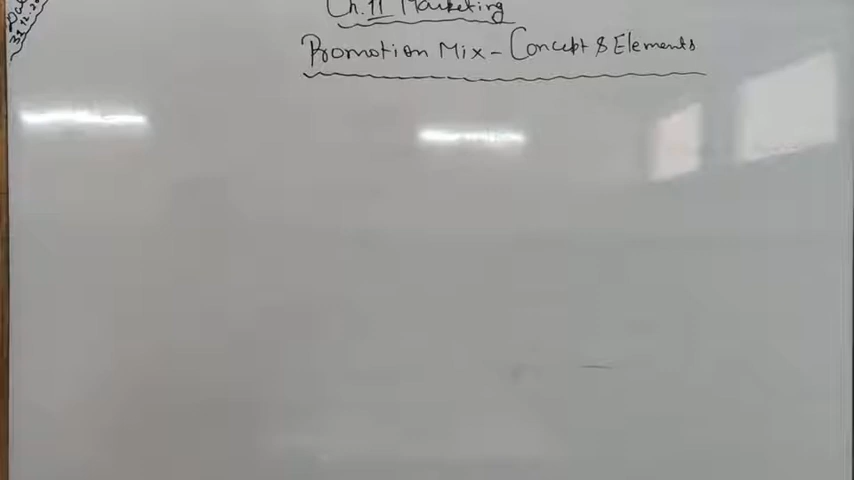 Ch. 11 Marketing
Promotion Mix - Concept & Elements